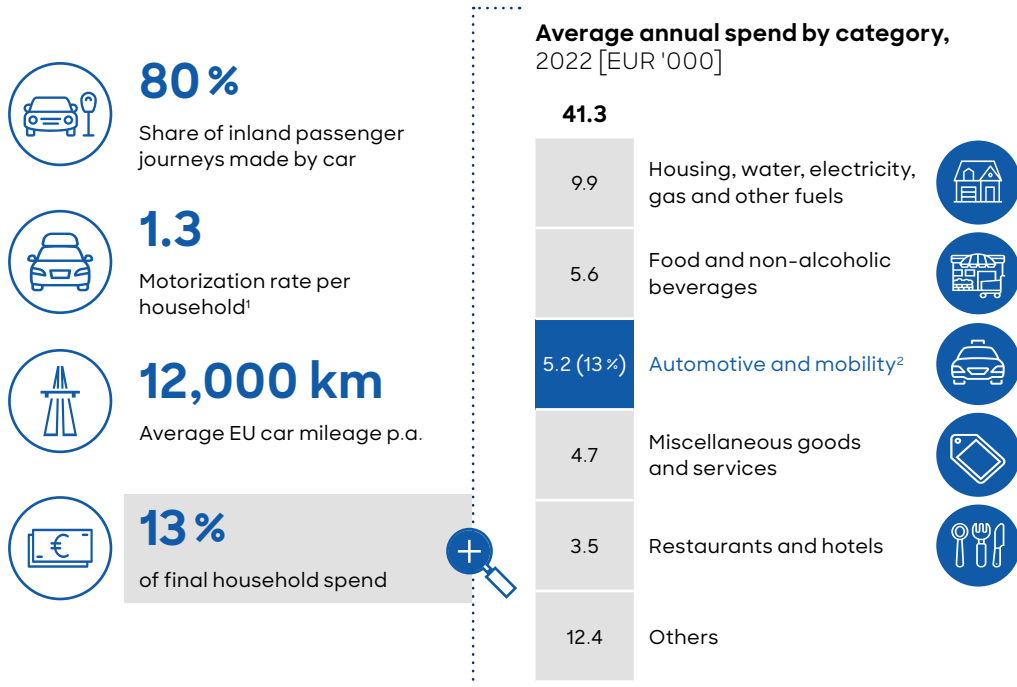 80 %
Share of inland passenger
journeys made by car
1.3
Motorization rate per
household¹
12,000 km
Average EU car mileage p.a.
€
13 %
of final household spend
Average annual spend by category,
2022 [EUR '000]
41.3
9.9
Housing, water, electricity,
gas and other fuels
5.6
Food and non-alcoholic
beverages
5.2 (13 %)
Automotive and mobility²
4.7
Miscellaneous goods
and services
3.5
Restaurants and hotels
12.4
Others